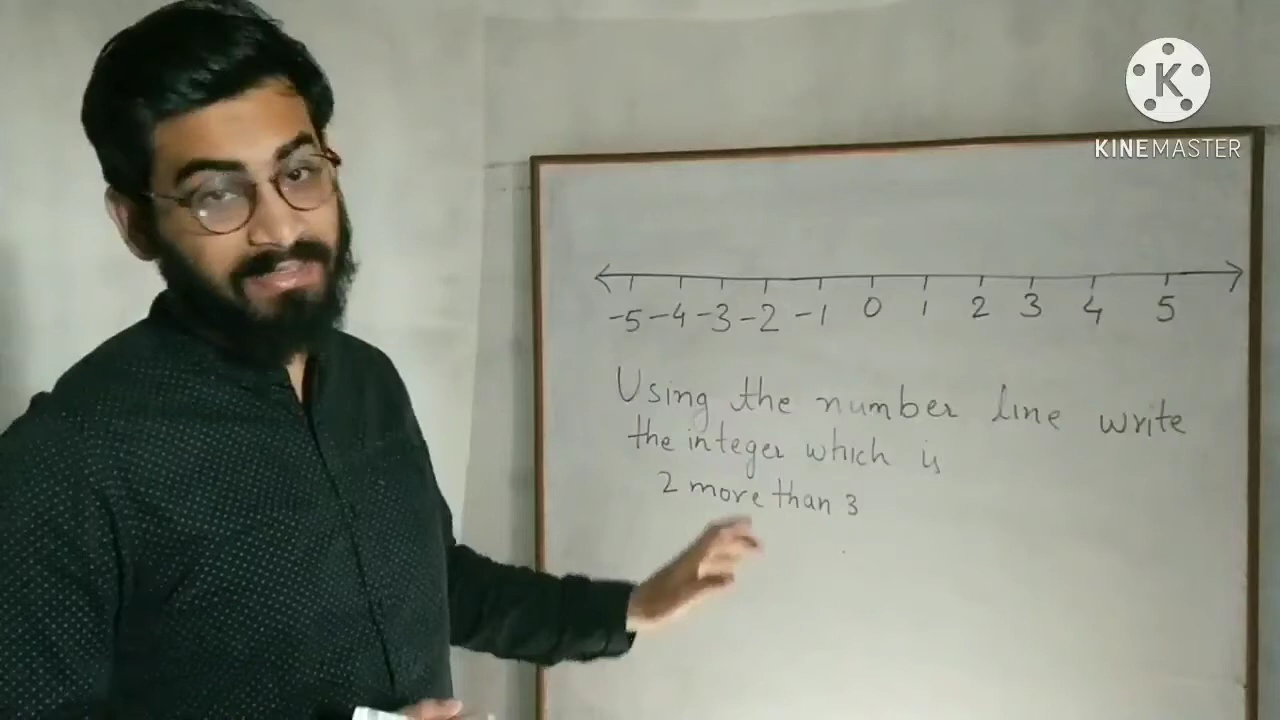 K
KINEMASTER
-5 -4 -3 -2 -1 0 1 2 3 4 5
Using the number line write
the integer which is
2 more than 3